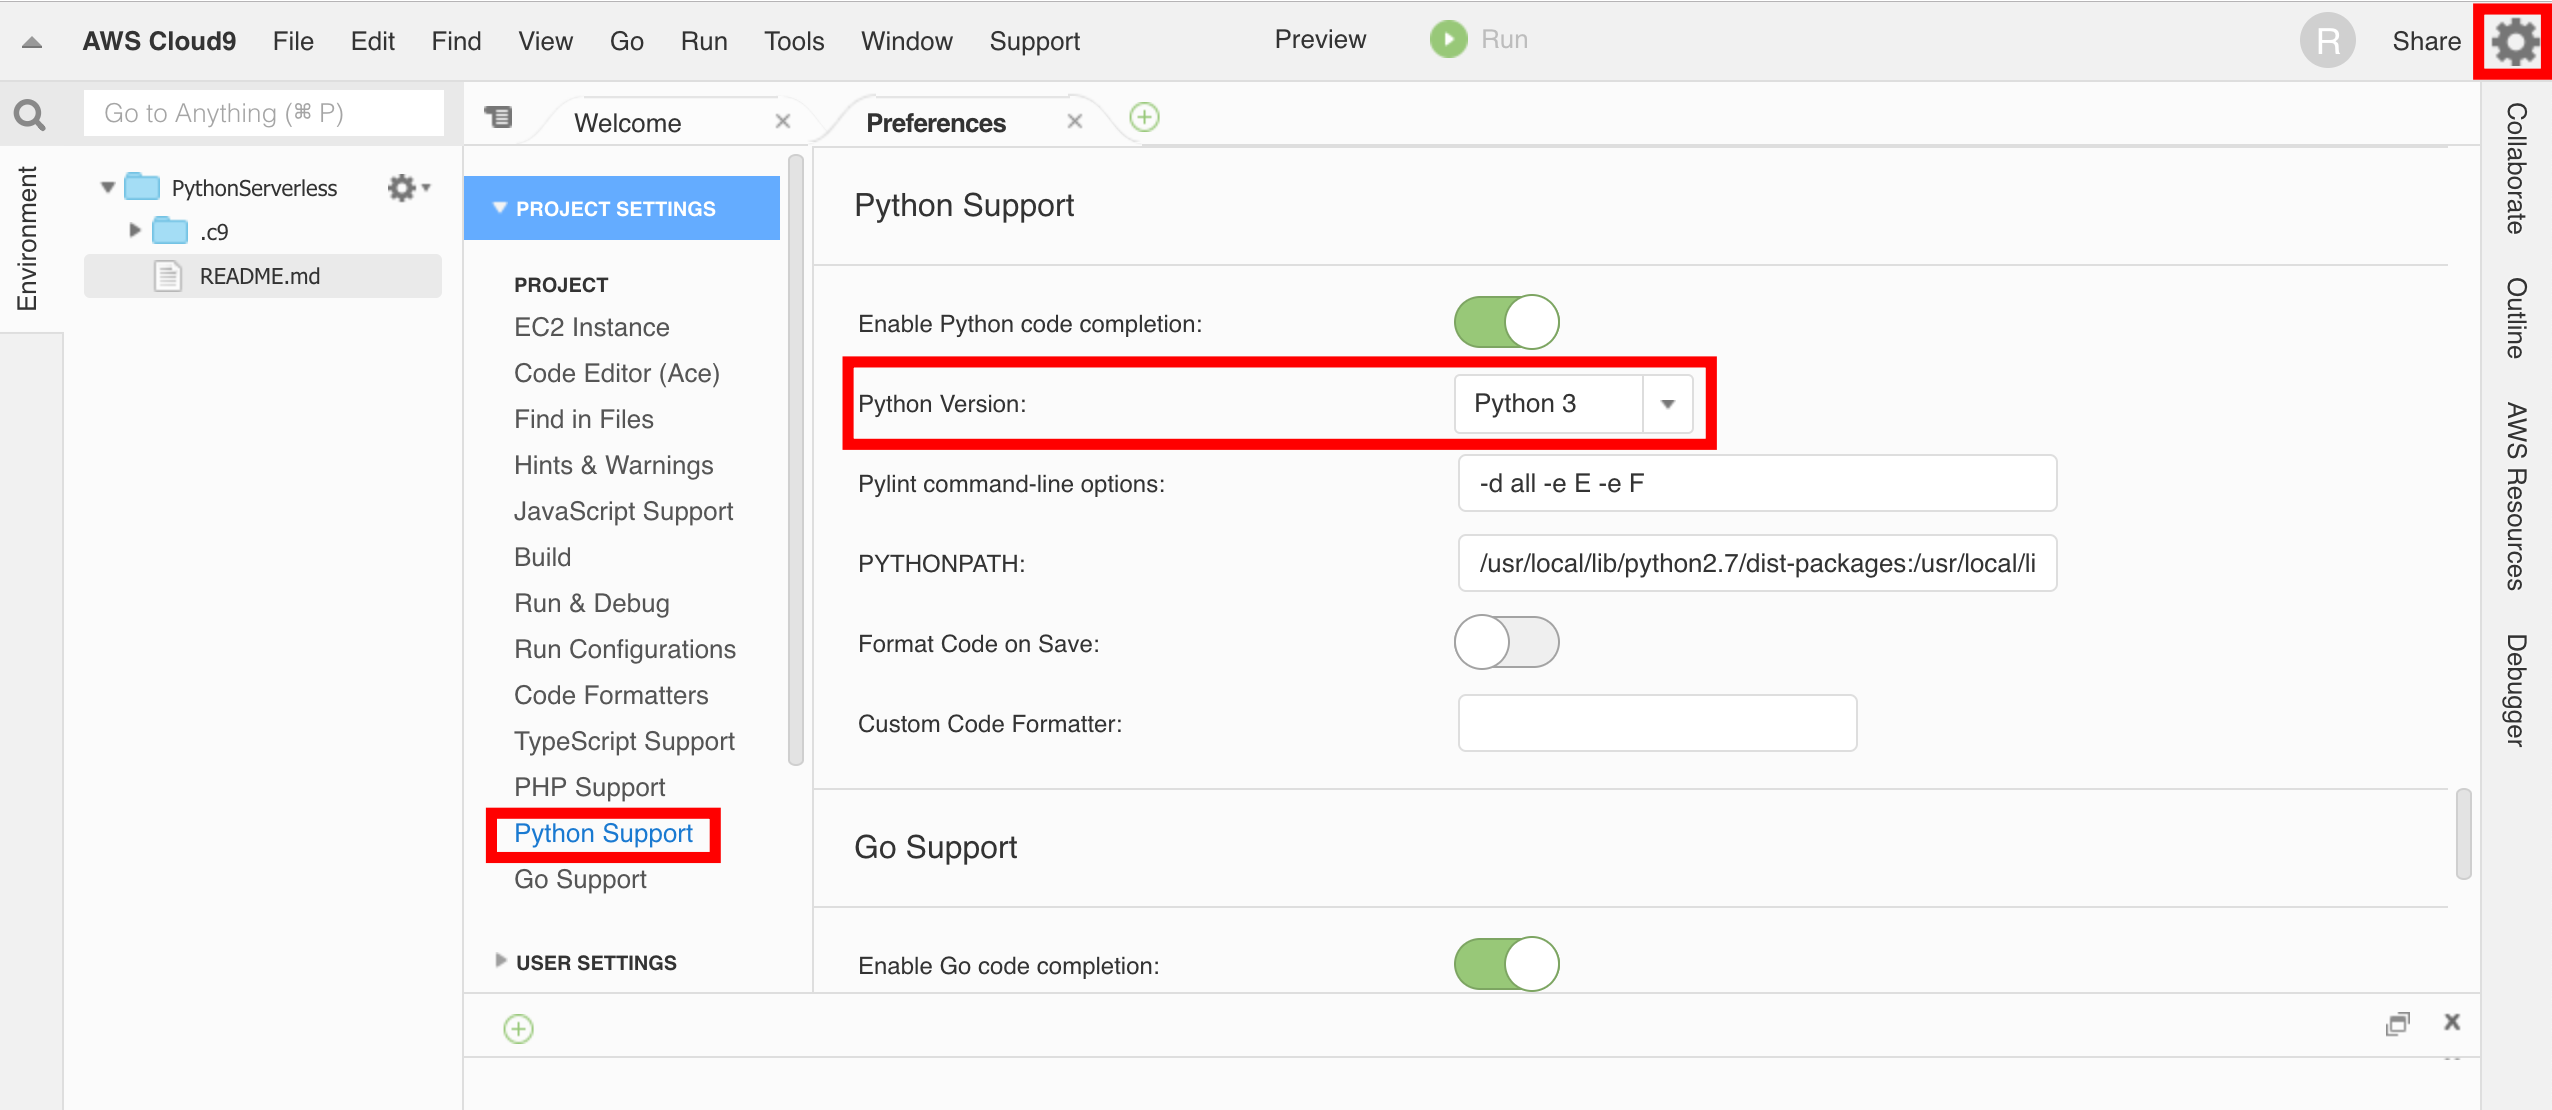 AWS Cloud9 File Edit Find View Go Run Tools Window Support Preview Run R Share
Go to Anything (⌘ P)
Environment
PythonServerless
.c9
README.md
Welcome
Preferences
PROJECT SETTINGS
PROJECT
EC2 Instance
Code Editor (Ace)
Find in Files
Hints & Warnings
JavaScript Support
Build
Run & Debug
Run Configurations
Code Formatters
TypeScript Support
PHP Support
Python Support
Go Support
USER SETTINGS
Python Support
Enable Python code completion:
Python Version: Python 3
Pylint command-line options: -d all -e E -e F
PYTHONPATH: /usr/local/lib/python2.7/dist-packages:/usr/local/li
Format Code on Save:
Custom Code Formatter:
Go Support
Enable Go code completion:
Collaborate
Outline
AWS Resources
Debugger